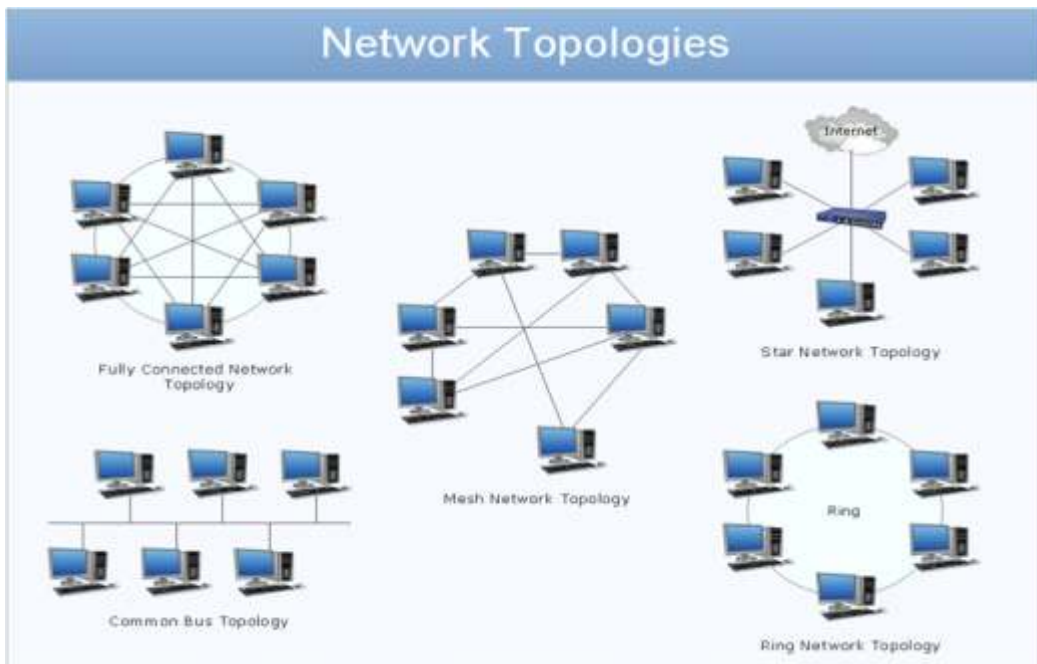 Network Topologies
Internet
Fully Connected Network
Topology
Star Network Topology
Mesh Network Topology
Ring
Common Bus Topology
Ring Network Topology